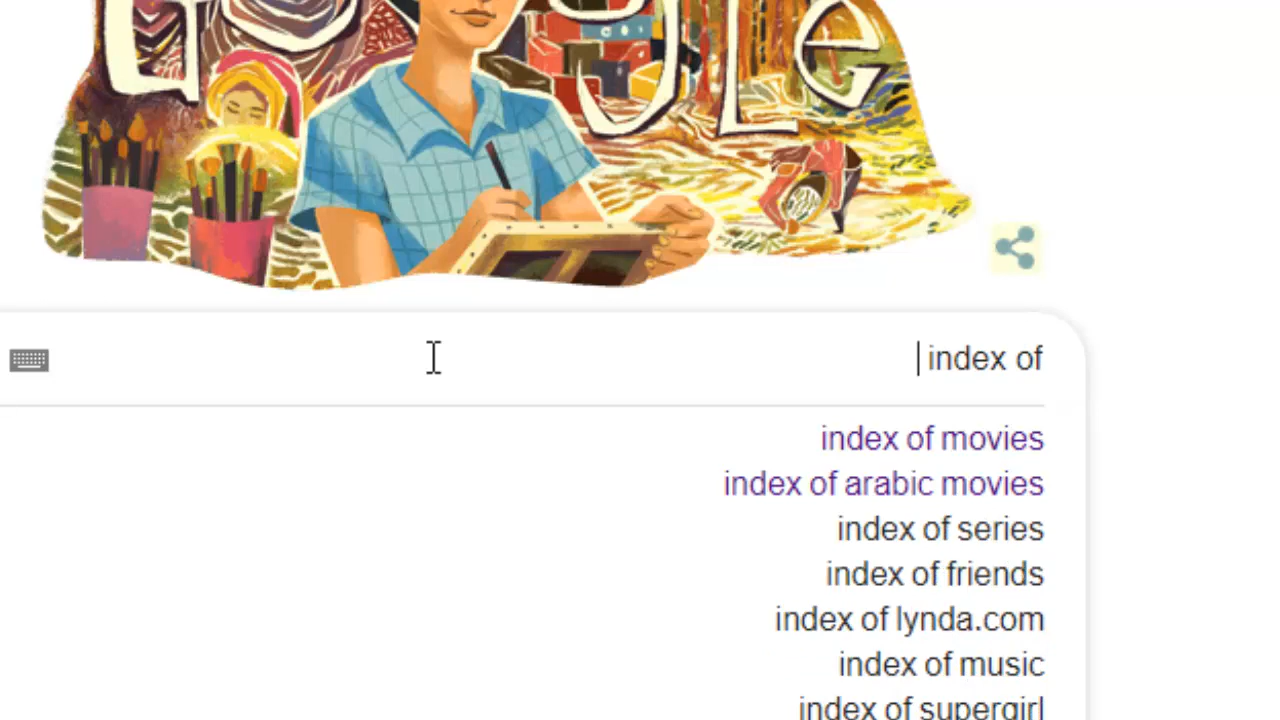 Google
index of
index of movies
index of arabic movies
index of series
index of friends
index of lynda.com
index of music
index of supergirl